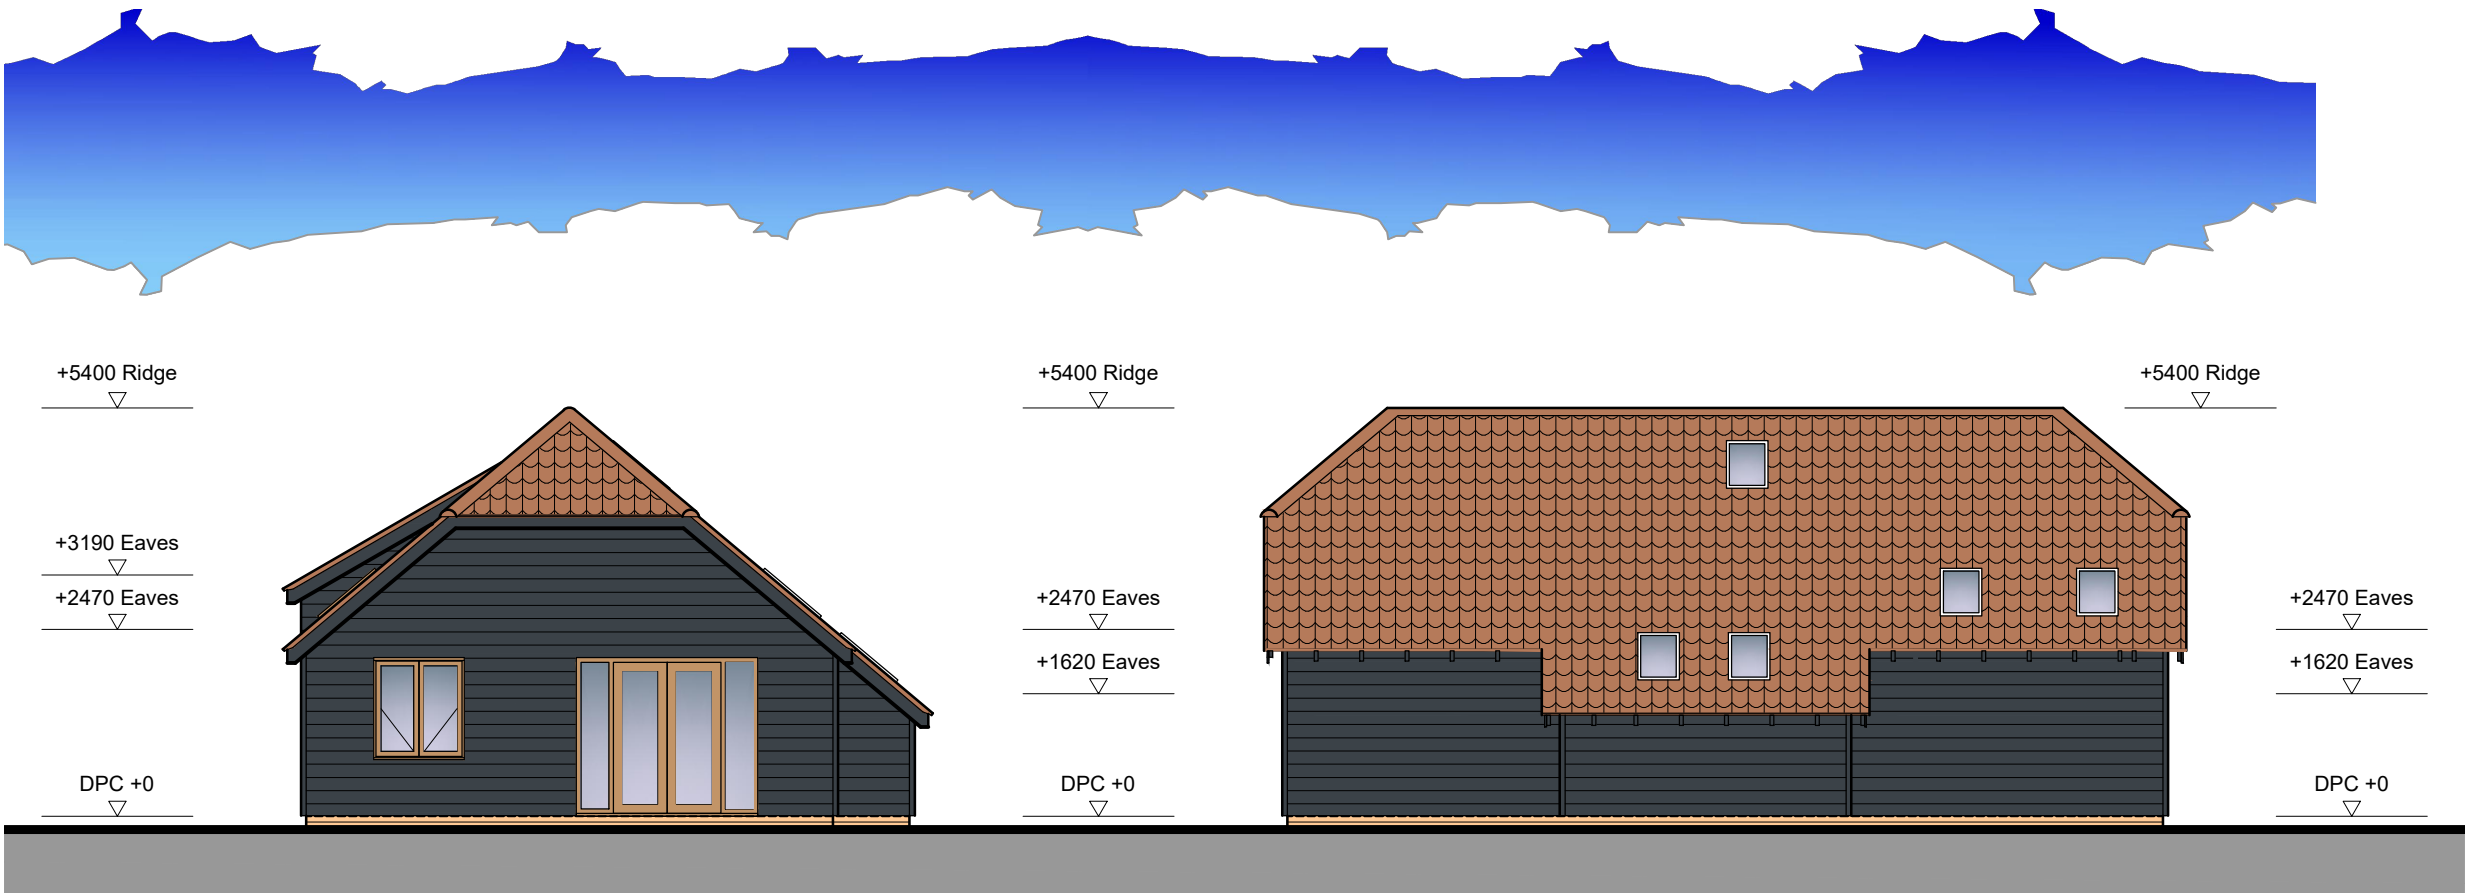 +5400 Ridge
+5400 Ridge
+5400 Ridge
+3190 Eaves
+2470 Eaves
+2470 Eaves
+2470 Eaves
+1620 Eaves
+1620 Eaves
DPC +0
DPC +0
DPC +0